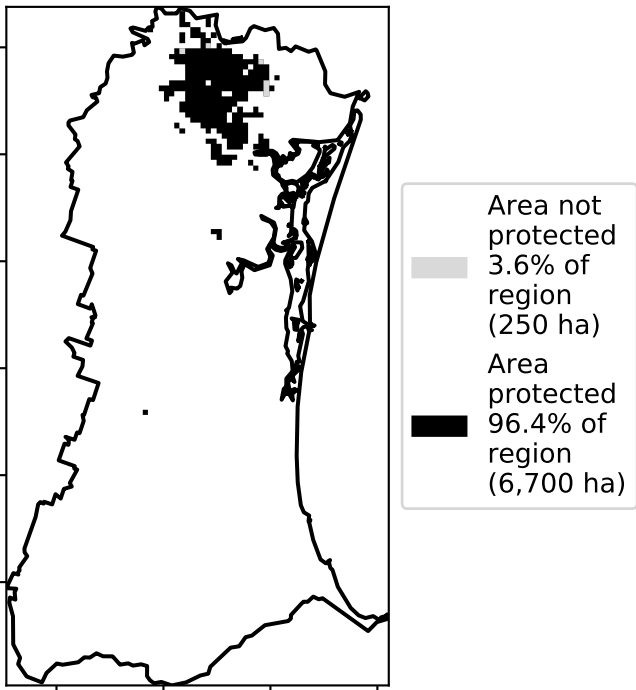 Area not
protected
3.6% of
region
(250 ha)
Area
protected
96.4% of
region
(6,700 ha)